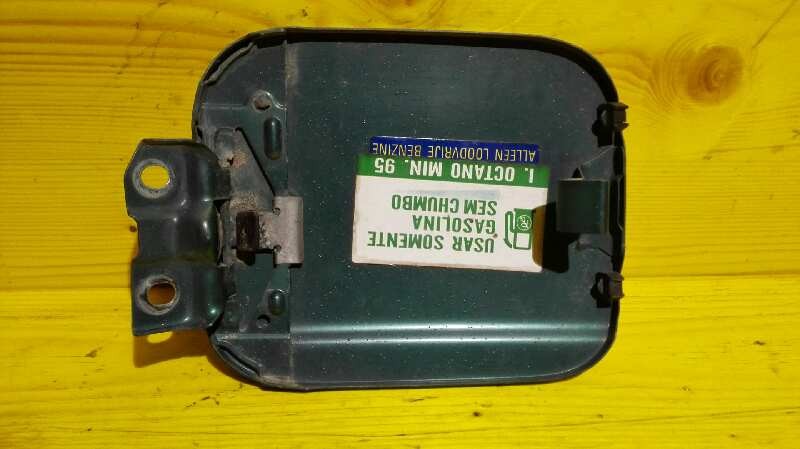 USAR SOMENTE
GASOLINA
SEM CHUMBO
I. OCTANO MIN. 95
ALLEEN LOODVRIJE BENZINE